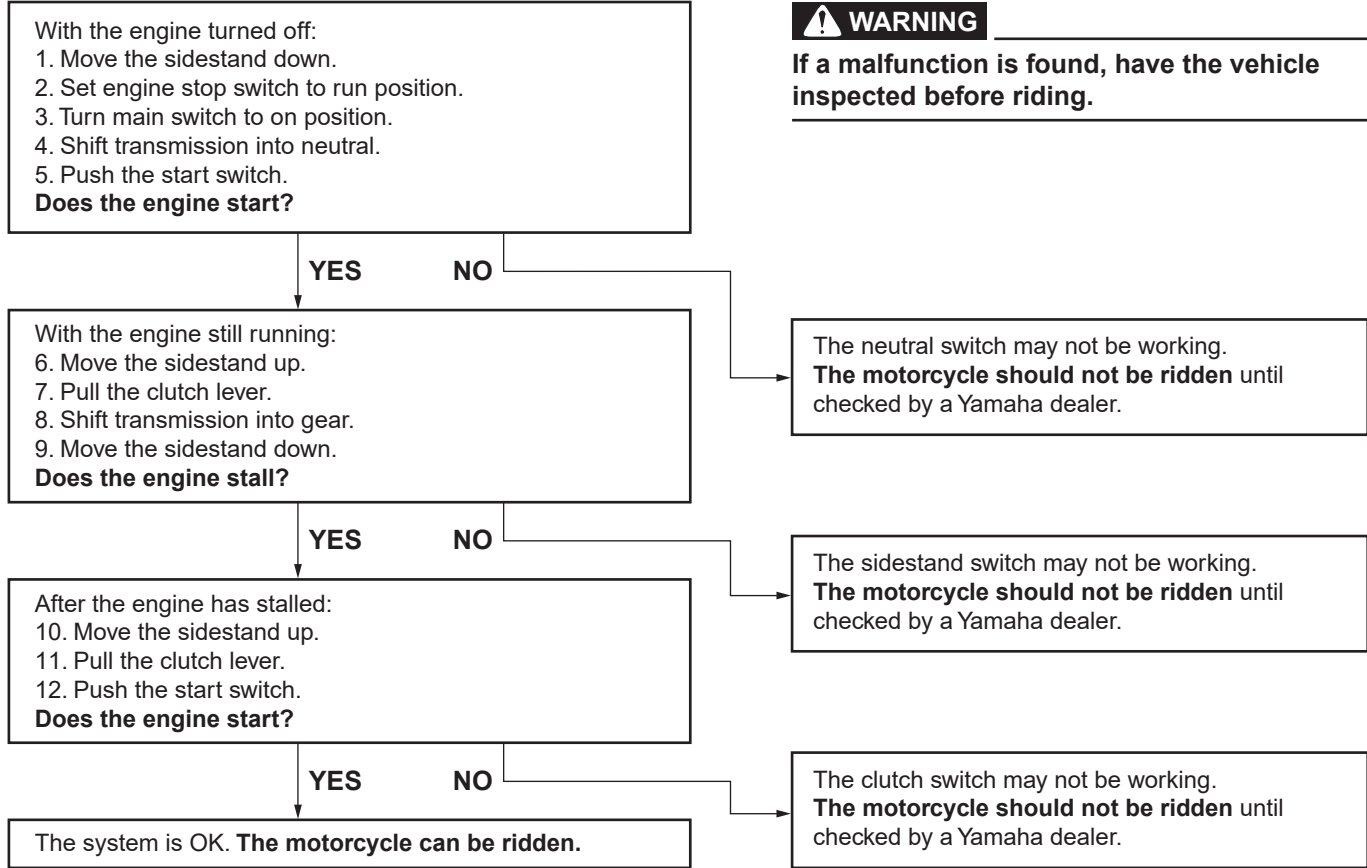 With the engine turned off:
1. Move the sidestand down.
2. Set engine stop switch to run position.
3. Turn main switch to on position.
4. Shift transmission into neutral.
5. Push the start switch.
Does the engine start?
WARNING
If a malfunction is found, have the vehicle
inspected before riding.
YES NO
The neutral switch may not be working.
The motorcycle should not be ridden until
checked by a Yamaha dealer.
With the engine still running:
6. Move the sidestand up.
7. Pull the clutch lever.
8. Shift transmission into gear.
9. Move the sidestand down.
Does the engine stall?
YES NO
The sidestand switch may not be working.
The motorcycle should not be ridden until
checked by a Yamaha dealer.
After the engine has stalled:
10. Move the sidestand up.
11. Pull the clutch lever.
12. Push the start switch.
Does the engine start?
YES NO
The clutch switch may not be working.
The motorcycle should not be ridden until
checked by a Yamaha dealer.
The system is OK. The motorcycle can be ridden.